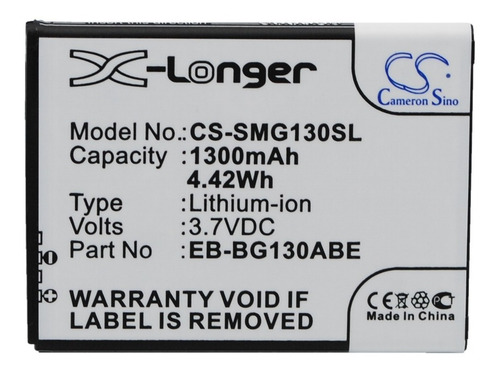 X-Longer
CS
Cameron Sino
Model No.: CS-SMG130SL
Capacity : 1300mAh
4.42Wh
Type : Lithium-ion
Volts : 3.7VDC
Part No : EB-BG130ABE
WARRANTY VOID IF
LABEL IS REMOVED
CE
Made In China